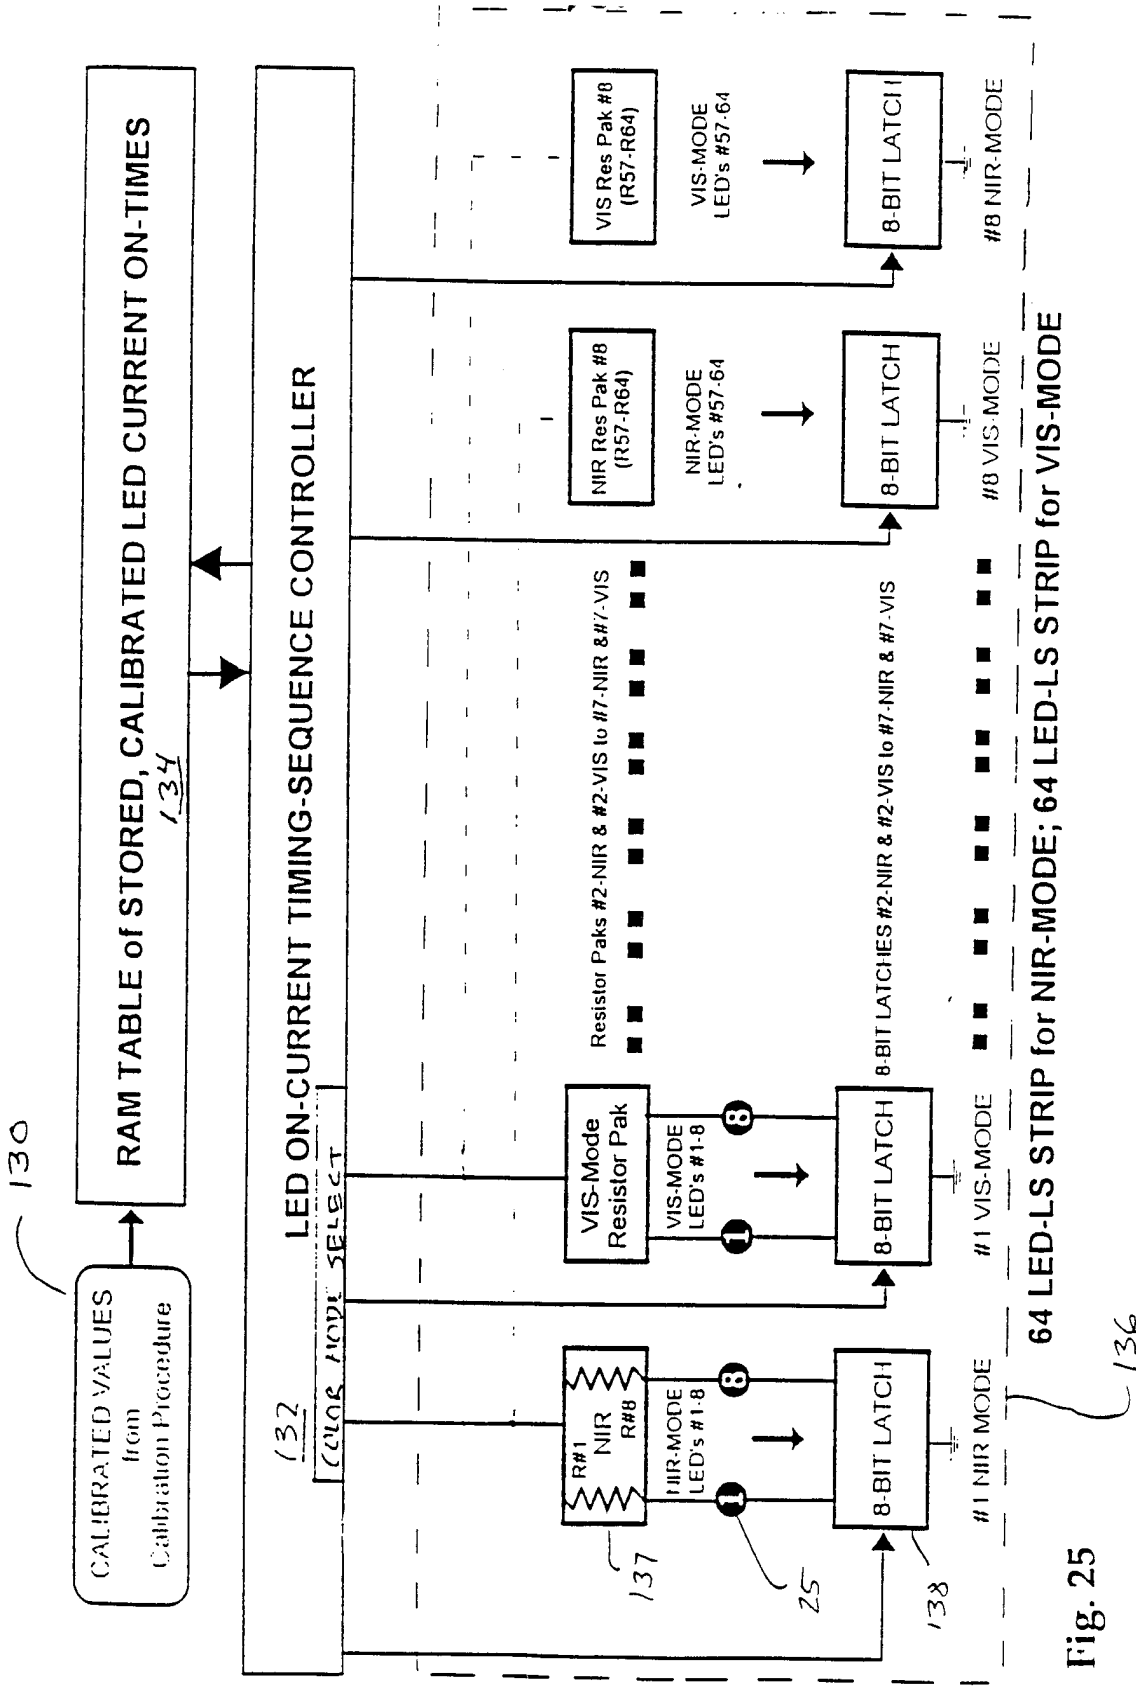 130
CALIBRATED VALUES
from
Calibration Procedure
RAM TABLE of STORED, CALIBRATED LED CURRENT ON-TIMES
134
LED ON-CURRENT TIMING-SEQUENCE CONTROLLER
132
COLOR MODE SELECT
R#1
NIR
R#8
137
VIS-Mode
Resistor Pak
Resistor Paks #2-NIR & #2-VIS to #7-NIR &#7-VIS
NIR Res Pak #8
(R57-R64)
VIS Res Pak #8
(R57-R64)
NIR-MODE
LED's #1-8
1
8
25
VIS-MODE
LED's #1-8
1
8
NIR-MODE
LED's #57-64
VIS-MODE
LED's #57-64
8-BIT LATCH
138
8-BIT LATCH
8-BIT LATCHES #2-NIR & #2-VIS to #7-NIR & #7-VIS
8-BIT LATCH
8-BIT LATCH
#1 NIR MODE
#1 VIS-MODE
#8 VIS-MODE
#8 NIR-MODE
64 LED-LS STRIP for NIR-MODE; 64 LED-LS STRIP for VIS-MODE
136
Fig. 25